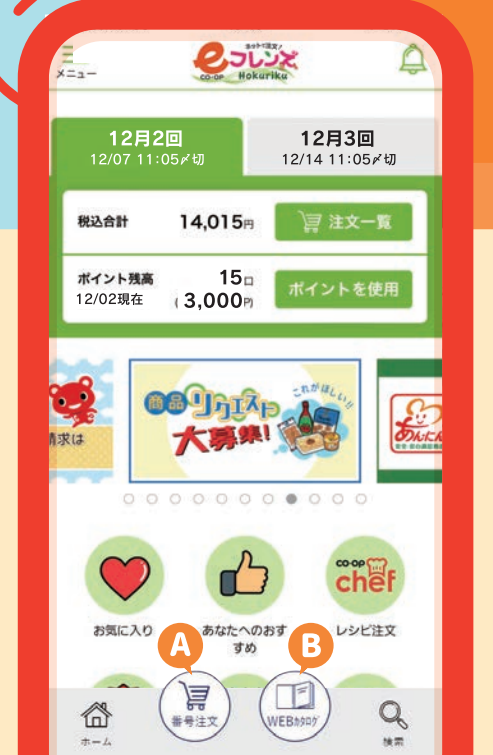 メニュー
ネットで注文!
eフレンズ
CO-OP Hokuriku
12月2回
12/07 11:05〆切
12月3回
12/14 11:05〆切
税込合計 14,015円
注文一覧
ポイント残高 15口
12/02現在 (3,000P)
ポイントを使用
請求は
商品リクエスト
大募集!
これがほしい!!
あんしん
お気に入り
あなたへのおすすめ
CO-OP
chef
レシピ注文
A
B
番号注文
WEBカタログ
ホーム
検索